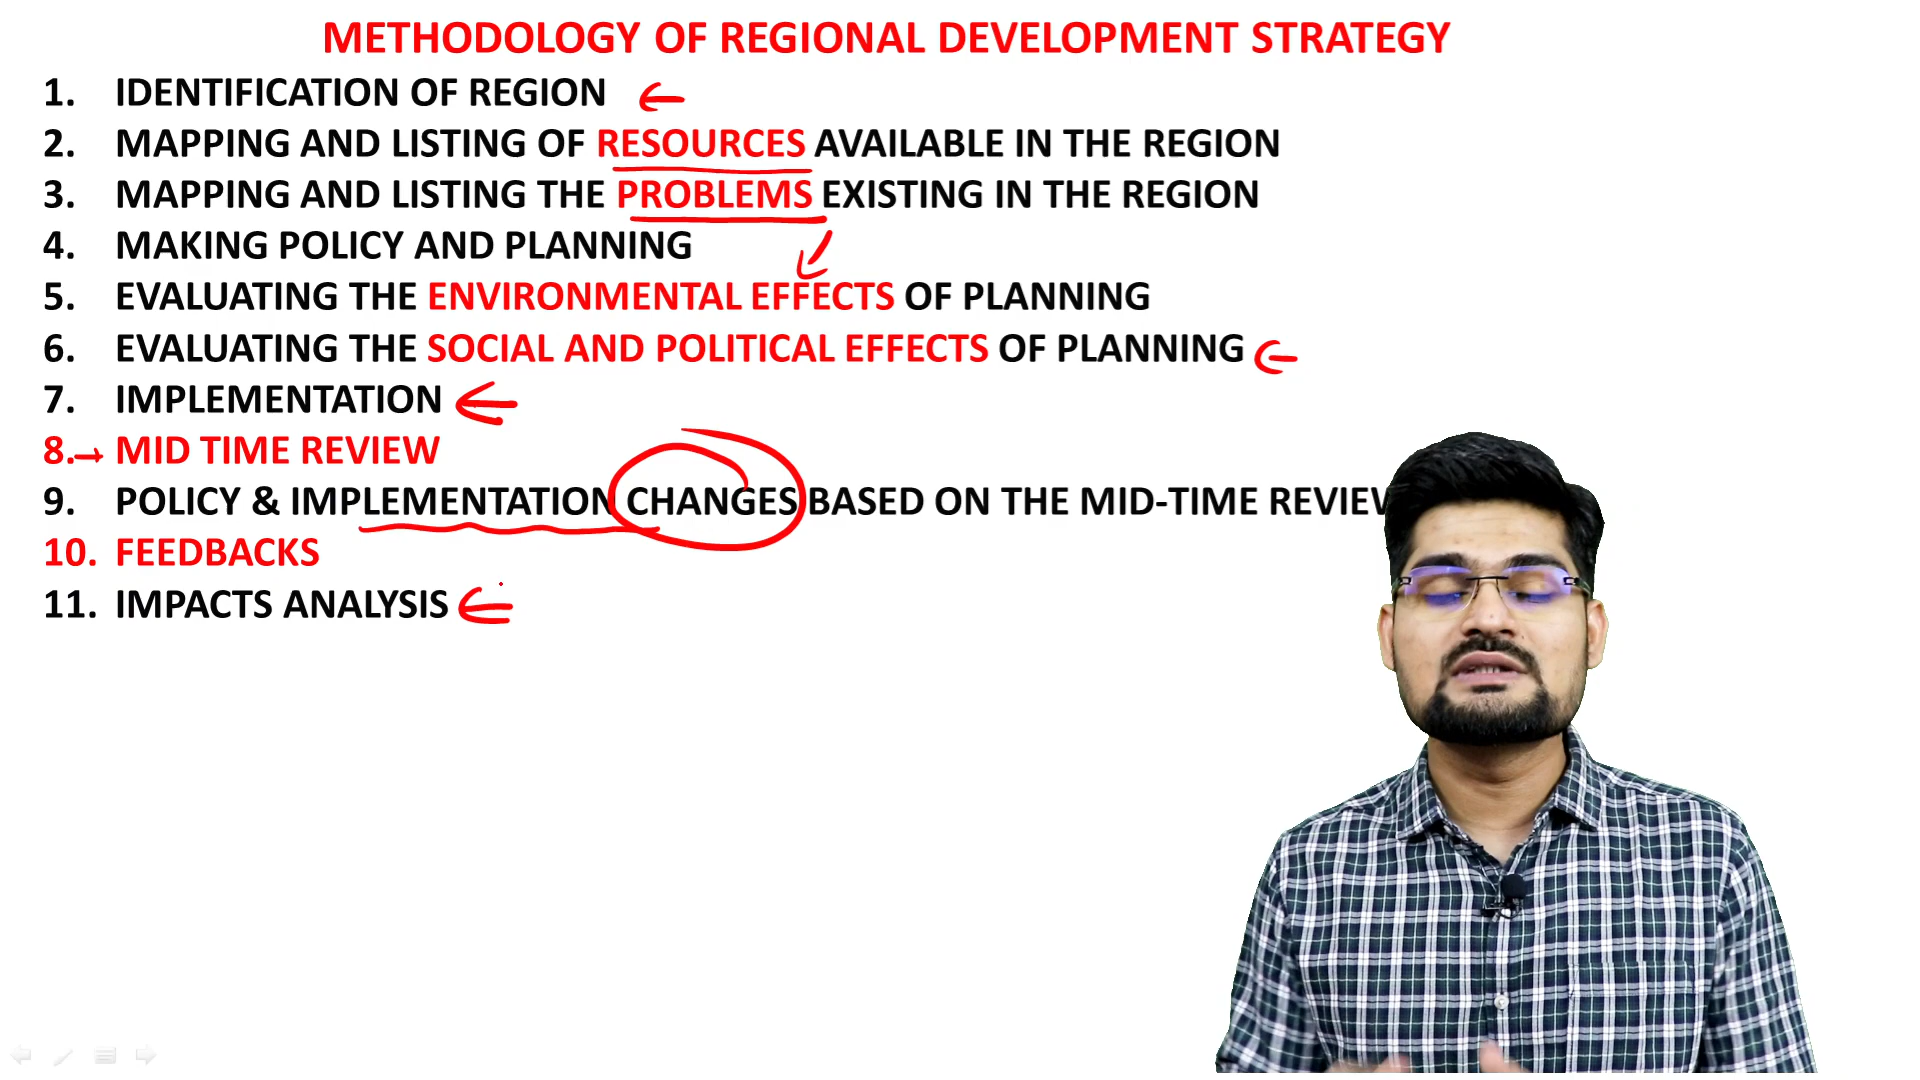 METHODOLOGY OF REGIONAL DEVELOPMENT STRATEGY
1. IDENTIFICATION OF REGION
2. MAPPING AND LISTING OF RESOURCES AVAILABLE IN THE REGION
3. MAPPING AND LISTING THE PROBLEMS EXISTING IN THE REGION
4. MAKING POLICY AND PLANNING
5. EVALUATING THE ENVIRONMENTAL EFFECTS OF PLANNING
6. EVALUATING THE SOCIAL AND POLITICAL EFFECTS OF PLANNING
7. IMPLEMENTATION
8. MID TIME REVIEW
9. POLICY & IMPLEMENTATION CHANGES BASED ON THE MID-TIME REVIEW
10. FEEDBACKS
11. IMPACTS ANALYSIS